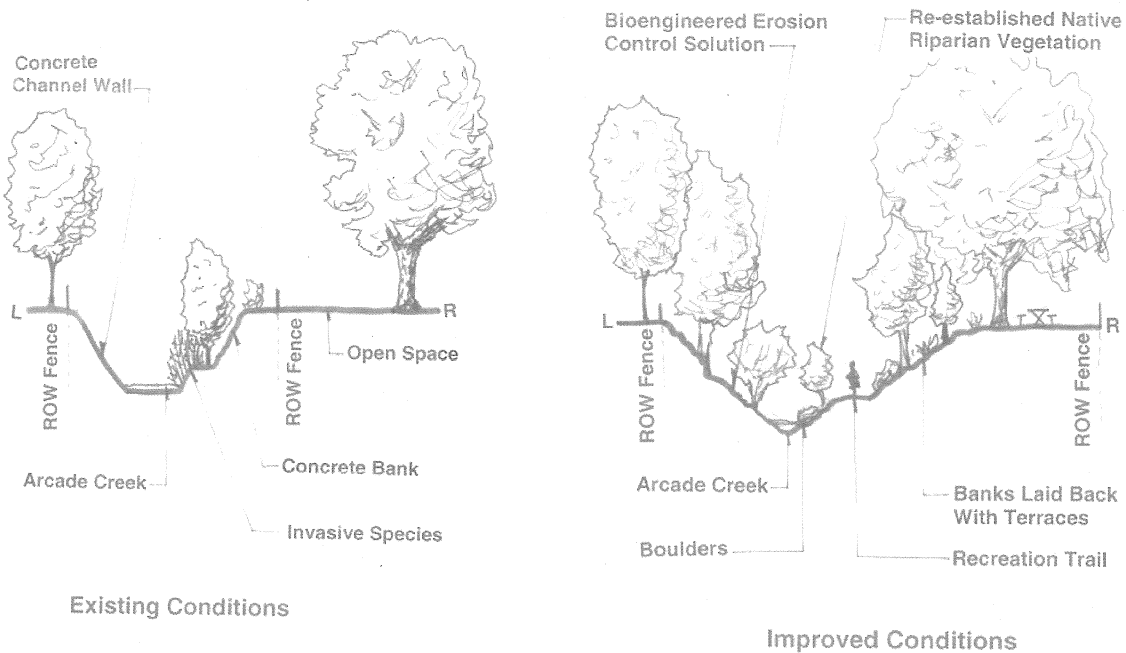 Concrete
Channel Wall
L
R
ROW Fence
ROW Fence
Open Space
Arcade Creek
Concrete Bank
Invasive Species
Existing Conditions
Bioengineered Erosion
Control Solution
Re-established Native
Riparian Vegetation
L
R
ROW Fence
ROW Fence
Arcade Creek
Boulders
Banks Laid Back
With Terraces
Recreation Trail
Improved Conditions